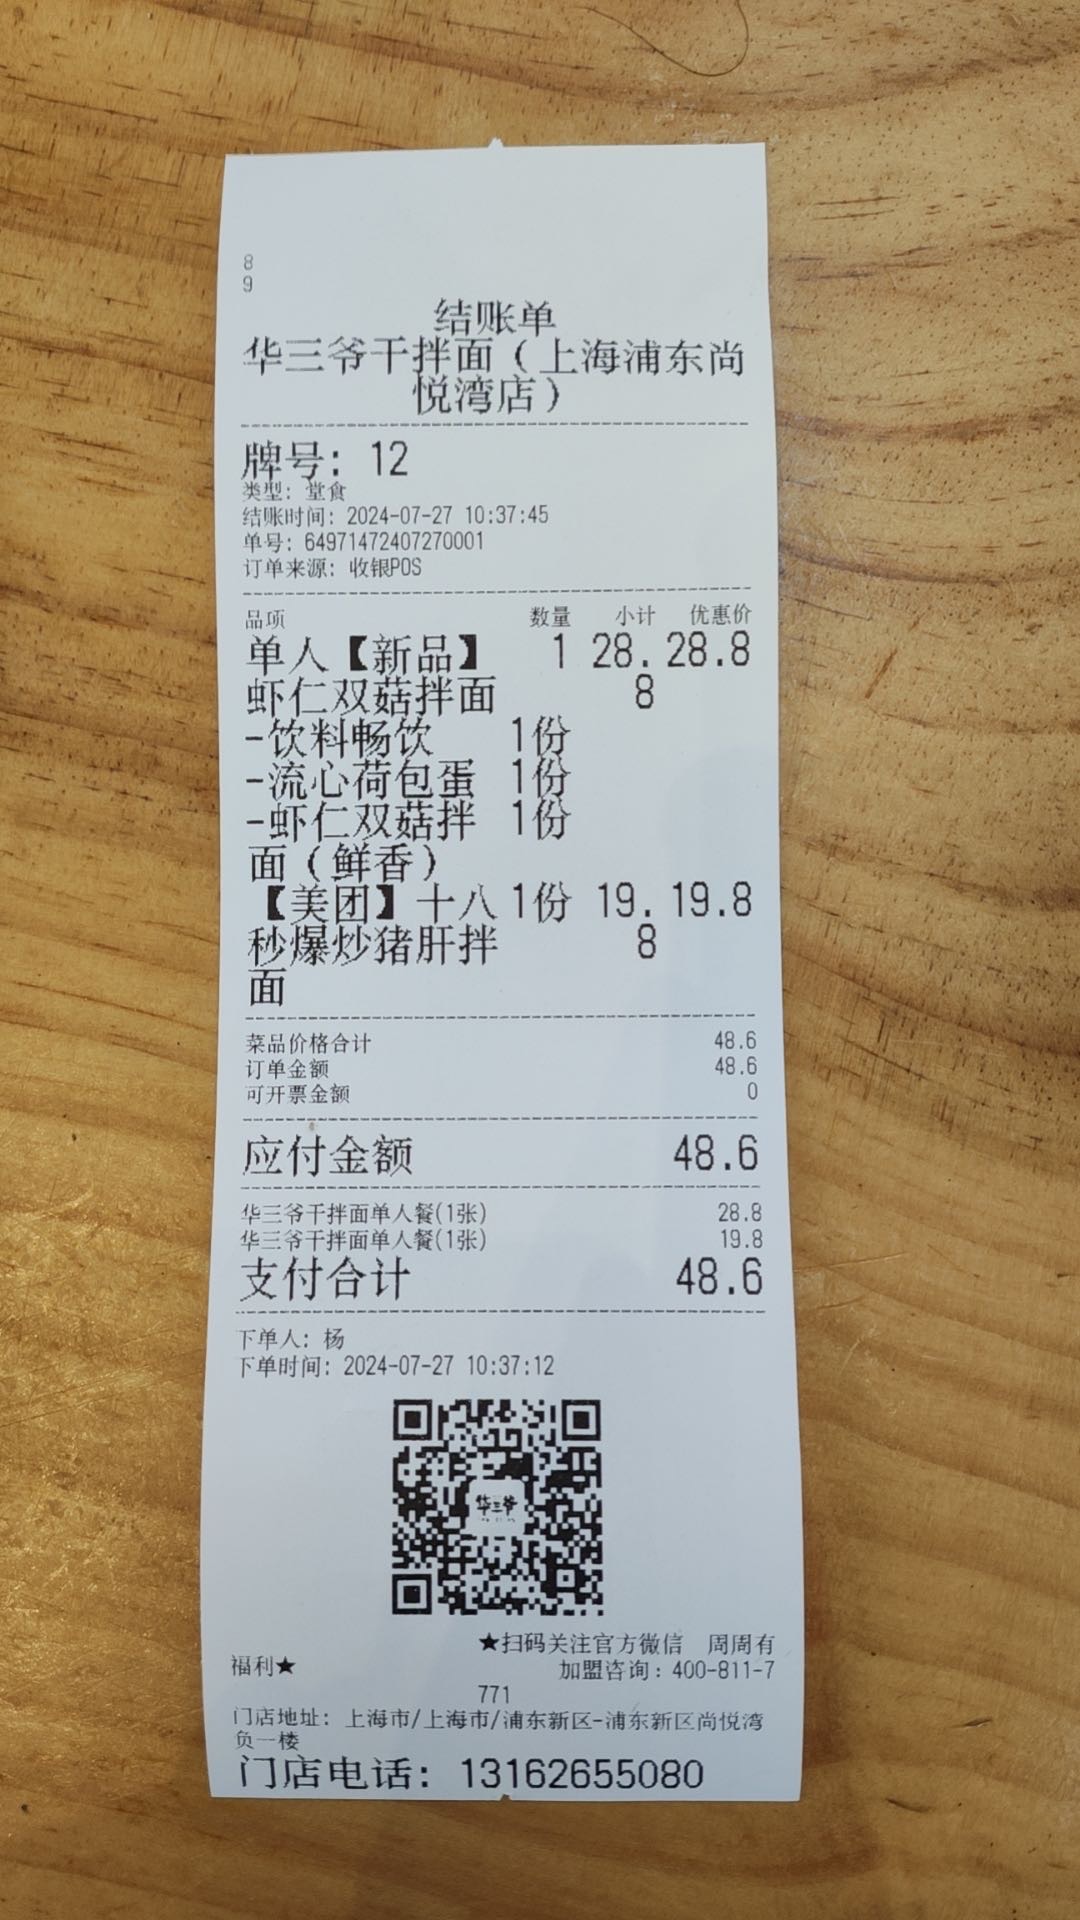 8
9
结账单
华三爷干拌面（上海浦东尚
悦湾店）
牌号: 12
类型: 堂食
结账时间: 2024-07-27 10:37:45
单号: 64971472407270001
订单来源: 收银POS
品项 数量 小计 优惠价
单人【新品】 1 28. 28.8
虾仁双菇拌面 8
-饮料畅饮 1份
-流心荷包蛋 1份
-虾仁双菇拌 1份
面（鲜香）
【美团】十八 1份 19. 19.8
秒爆炒猪肝拌 8
面
菜品价格合计 48.6
订单金额 48.6
可开票金额 0
应付金额 48.6
华三爷干拌面单人餐(1张) 28.8
华三爷干拌面单人餐(1张) 19.8
支付合计 48.6
下单人: 杨
下单时间: 2024-07-27 10:37:12
华三爷
★扫码关注官方微信 周周有
福利★ 加盟咨询: 400-811-7
771
门店地址: 上海市/上海市/浦东新区-浦东新区尚悦湾
负一楼
门店电话: 13162655080